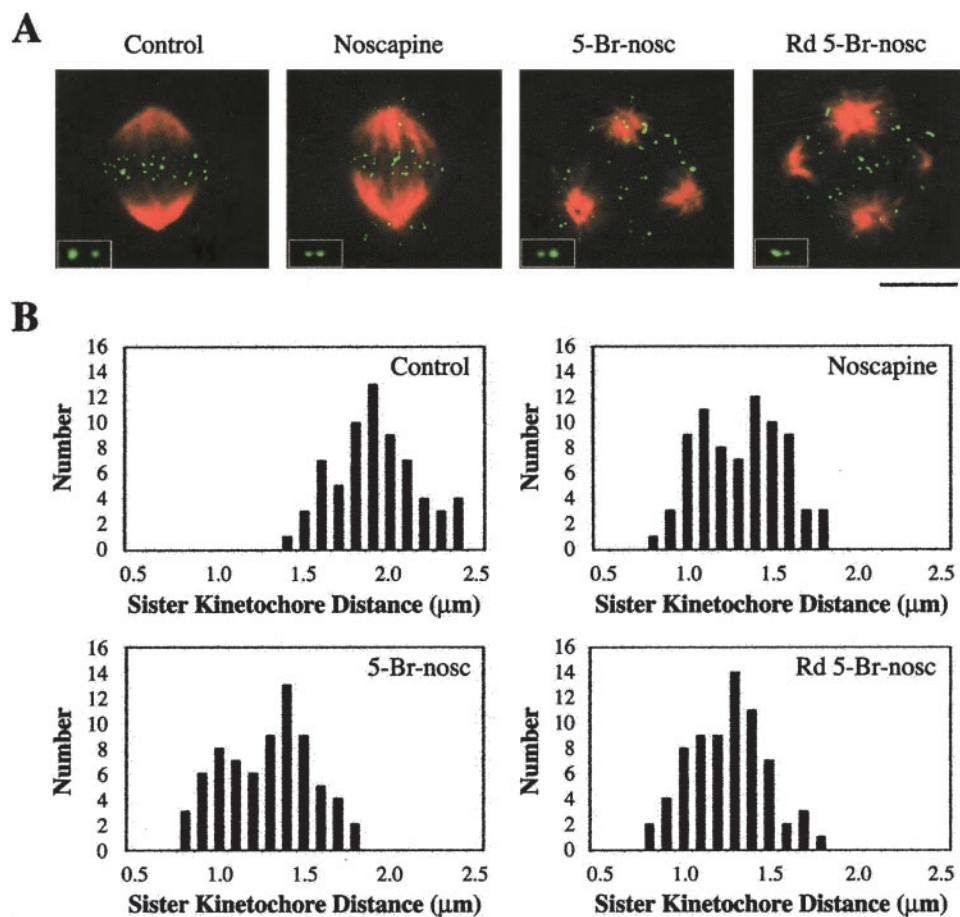 A
Control Noscapine 5-Br-nosc Rd 5-Br-nosc
B
16
14
12
10
8
6
4
2
0
Number
Control
0.5 1.0 1.5 2.0 2.5
Sister Kinetochore Distance (μm)
16
14
12
10
8
6
4
2
0
Number
Noscapine
0.5 1.0 1.5 2.0 2.5
Sister Kinetochore Distance (μm)
16
14
12
10
8
6
4
2
0
Number
5-Br-nosc
0.5 1.0 1.5 2.0 2.5
Sister Kinetochore Distance (μm)
16
14
12
10
8
6
4
2
0
Number
Rd 5-Br-nosc
0.5 1.0 1.5 2.0 2.5
Sister Kinetochore Distance (μm)